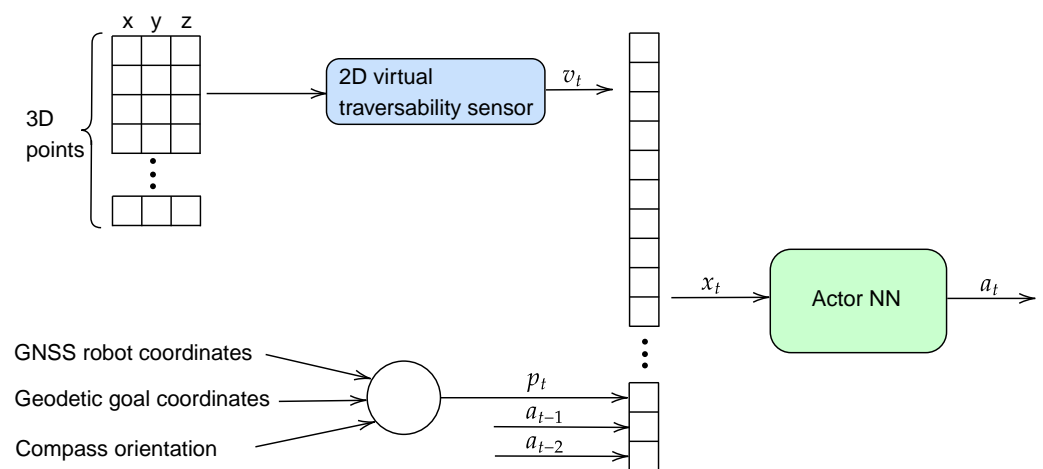 x y z
3D
points
2D virtual
traversability sensor
v_t
x_t
Actor NN
a_t
GNSS robot coordinates
Geodetic goal coordinates
Compass orientation
p_t
a_{t−1}
a_{t−2}